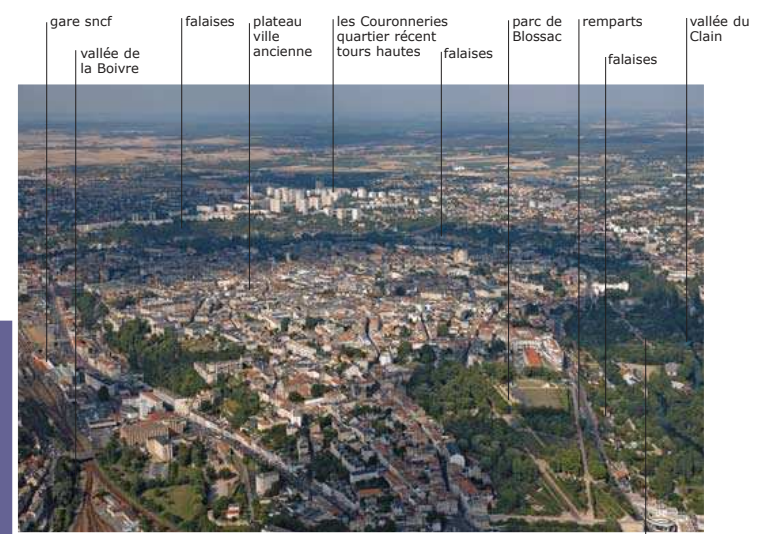 gare sncf
vallée de
la Boivre
falaises
plateau
ville
ancienne
les Couronneries
quartier récent
tours hautes
falaises
parc de
Blossac
remparts
falaises
vallée du
Clain